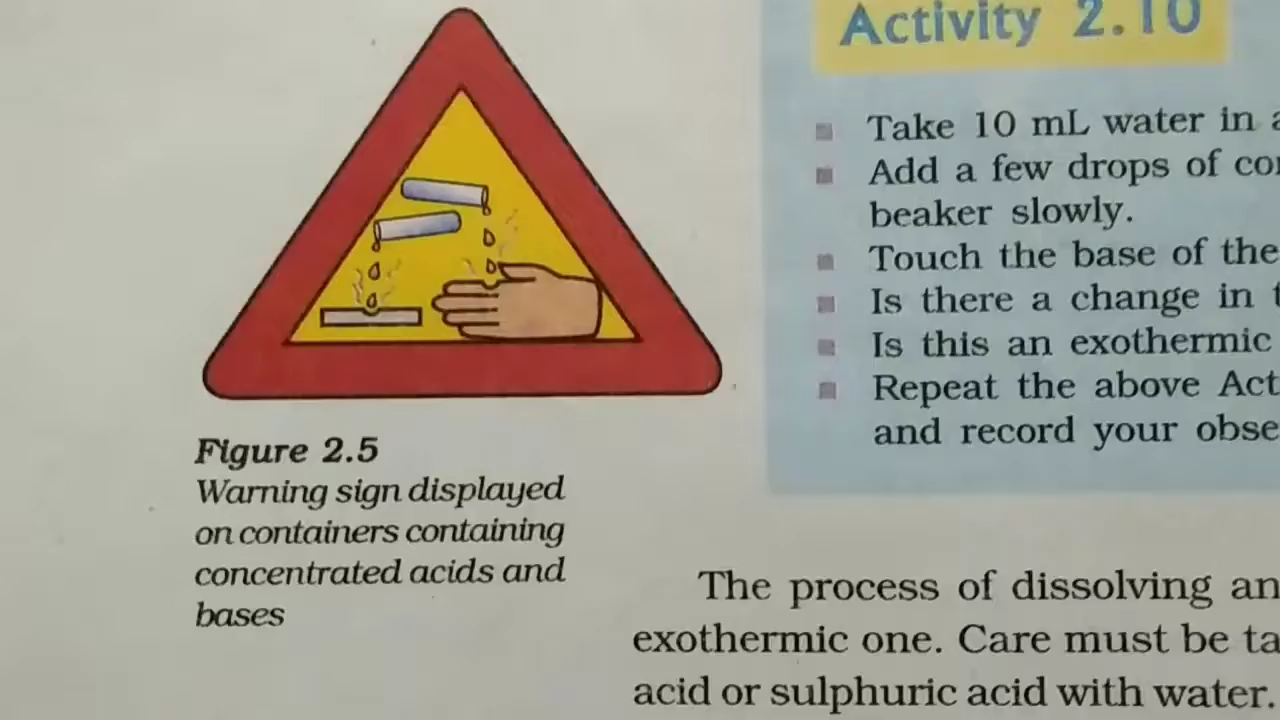 Figure 2.5
Warning sign displayed
on containers containing
concentrated acids and
bases
Activity 2.10
Take 10 mL water in
Add a few drops of
beaker slowly.
Touch the base of the
Is there a change in
Is this an exothermic
Repeat the above
and record your
The process of dissolving
exothermic one. Care must be
acid or sulphuric acid with water.